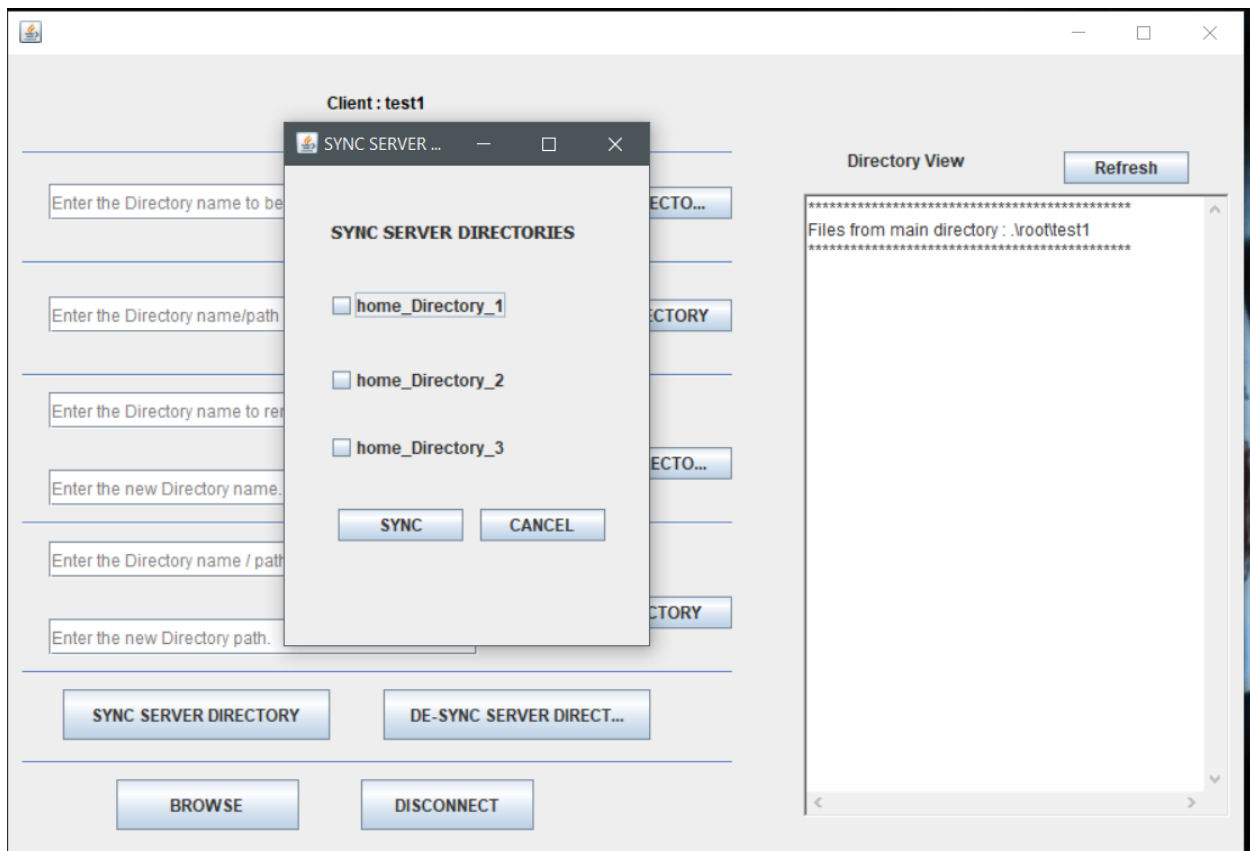 Client : test1
SYNC SERVER ...
Directory View
Refresh
Enter the Directory name to be
ECTO...
***********************************************
Files from main directory : .\root\test1
***********************************************
SYNC SERVER DIRECTORIES
home_Directory_1
Enter the Directory name/path
ECTORY
home_Directory_2
Enter the Directory name to rer
home_Directory_3
ECTO...
Enter the new Directory name.
SYNC
CANCEL
Enter the Directory name / path
CTORY
Enter the new Directory path.
SYNC SERVER DIRECTORY
DE-SYNC SERVER DIRECT...
BROWSE
DISCONNECT